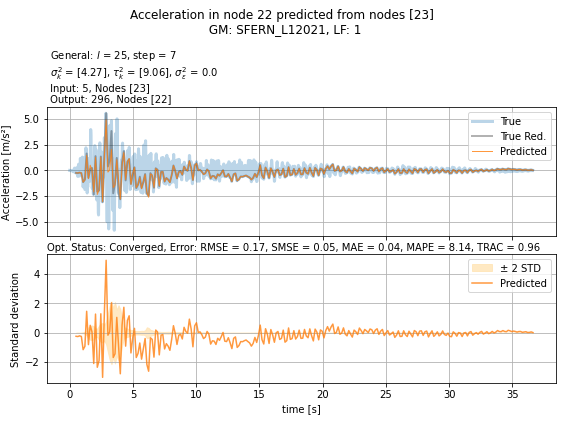 Acceleration in node 22 predicted from nodes [23]
GM: SFERN_L12021, LF: 1
General: l = 25, step = 7
σ²ₖ = [4.27], τ²ₖ = [9.06], σ²ε = 0.0
Input: 5, Nodes [23]
Output: 296, Nodes [22]
True
True Red.
Predicted
Acceleration [m/s²]
5.0
2.5
0.0
−2.5
−5.0
Opt. Status: Converged, Error: RMSE = 0.17, SMSE = 0.05, MAE = 0.04, MAPE = 8.14, TRAC = 0.96
± 2 STD
Predicted
Standard deviation
4
2
0
−2
0 5 10 15 20 25 30 35
time [s]